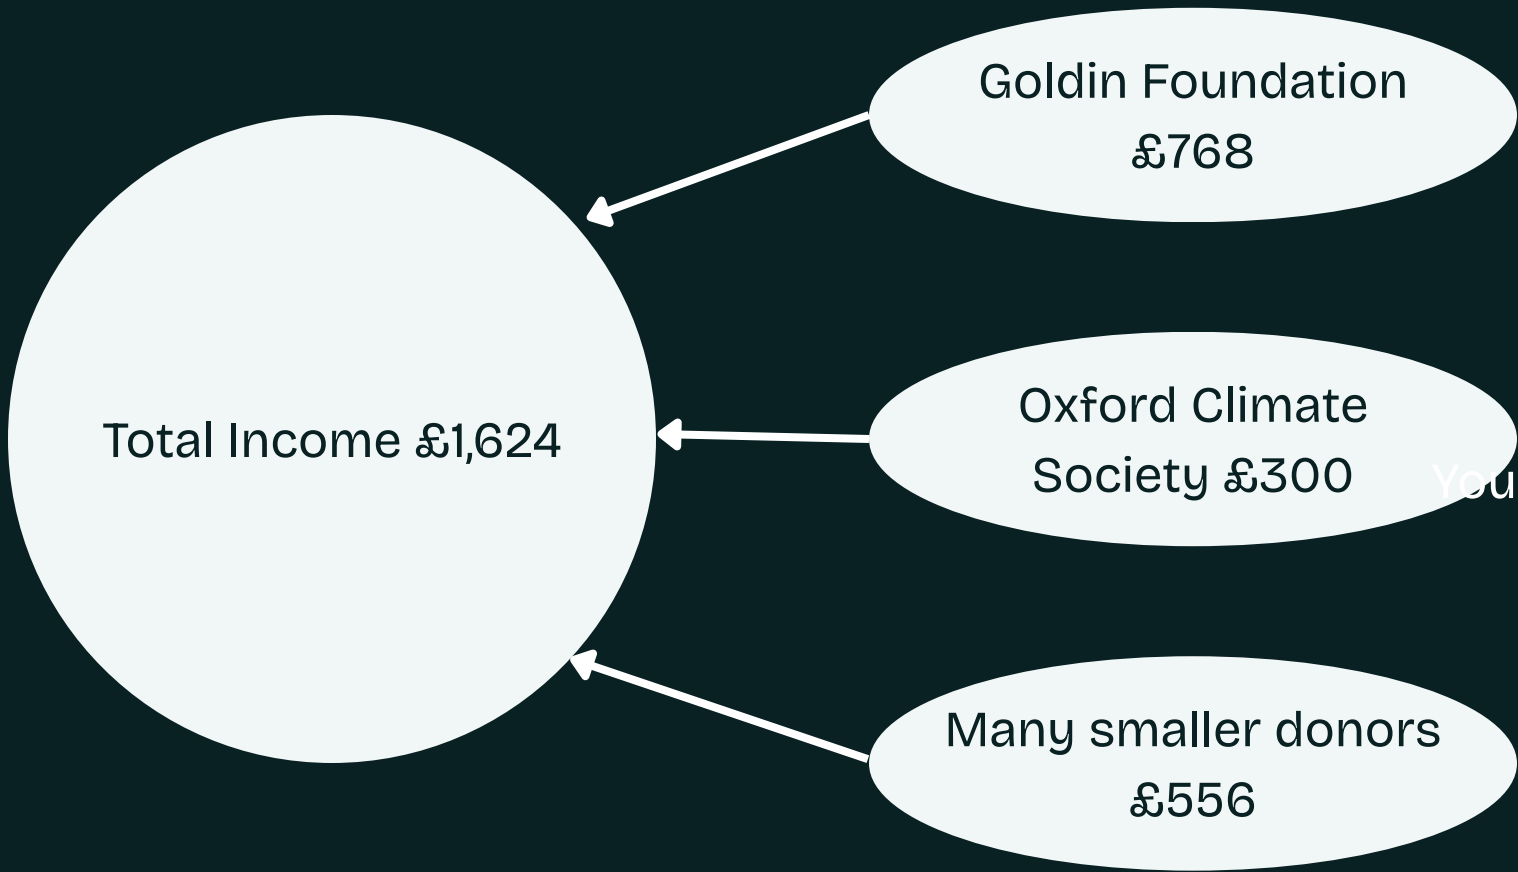 Goldin Foundation
£768
Total Income £1,624
Oxford Climate
Society £300
You
Many smaller donors
£556